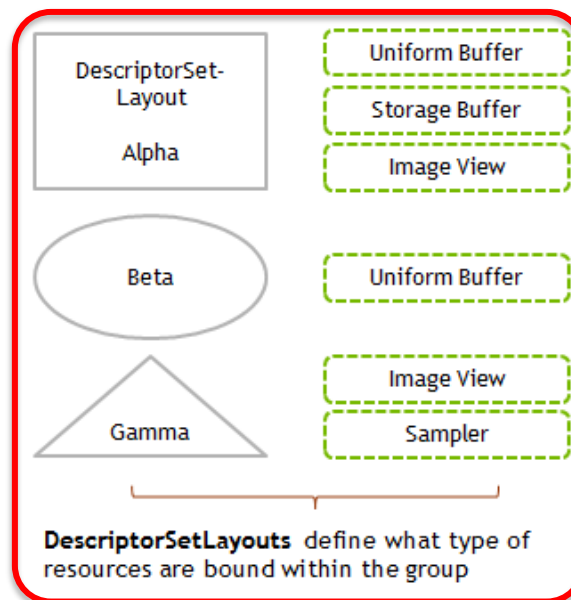 DescriptorSet-
Layout
Alpha
Uniform Buffer
Storage Buffer
Image View
Beta
Uniform Buffer
Gamma
Image View
Sampler
DescriptorSetLayouts define what type of
resources are bound within the group